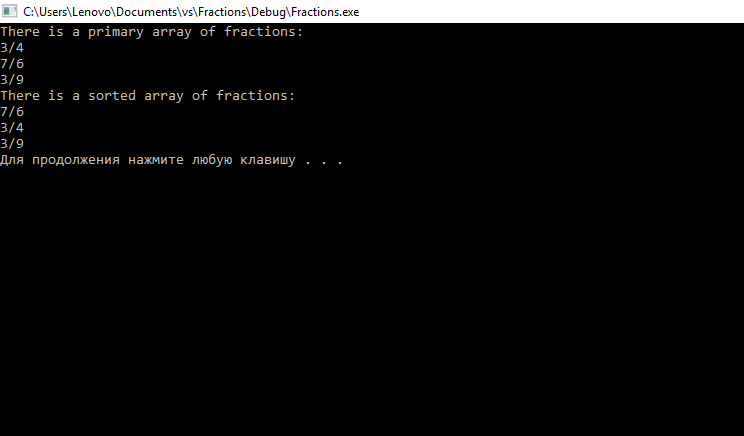 C:\Users\Lenovo\Documents\vs\Fractions\Debug\Fractions.exe
There is a primary array of fractions:
3/4
7/6
3/9
There is a sorted array of fractions:
7/6
3/4
3/9
Для продолжения нажмите любую клавишу . . .